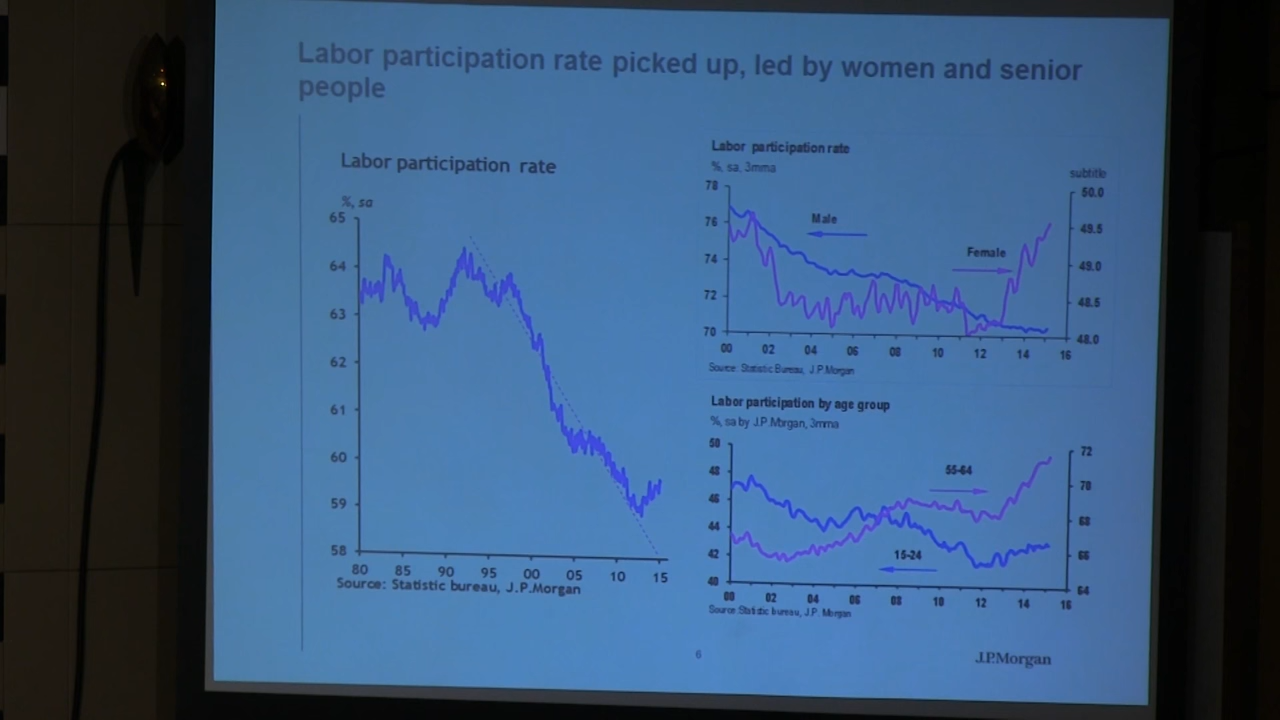 Labor participation rate picked up, led by women and senior
people
Labor participation rate
%, sa
65
64
63
62
61
60
59
58
80 85 90 95 00 05 10 15
Source: Statistic bureau, J.P.Morgan
Labor participation rate
%, sa, 3mma
subtitle
78
76
74
72
70
50.0
49.5
49.0
48.5
48.0
Male
Female
00 02 04 06 08 10 12 14 16
Source: Statistic Bureau, J.P.Morgan
Labor participation by age group
%, sa by J.P.Morgan, 3mma
50
48
46
44
42
40
72
70
68
66
64
55-64
15-24
00 02 04 06 08 10 12 14 16
Source Statistic bureau, J.P. Morgan
6
J.P.Morgan